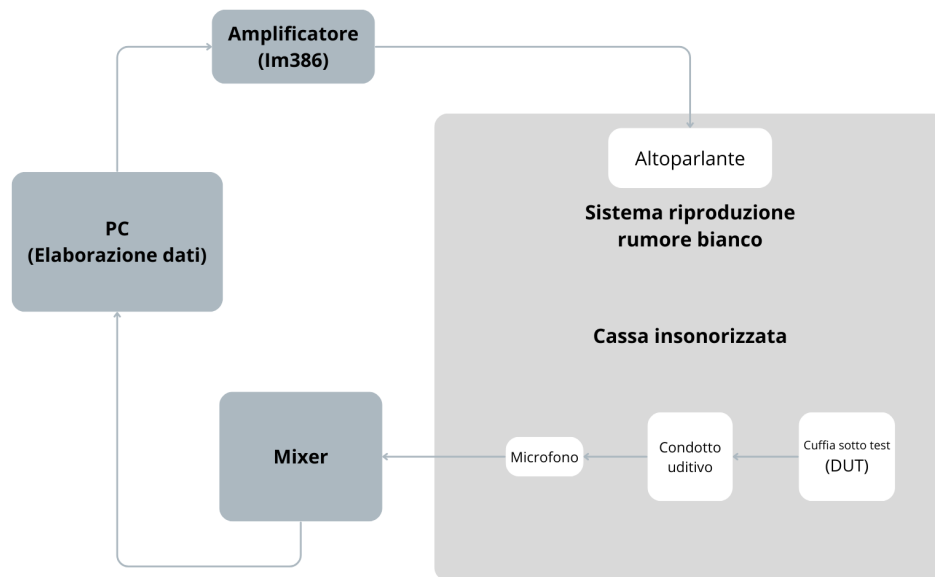 Amplificatore
(Im386)
Altoparlante
Sistema riproduzione
rumore bianco
PC
(Elaborazione dati)
Cassa insonorizzata
Mixer
Microfono
Condotto
uditivo
Cuffia sotto test
(DUT)